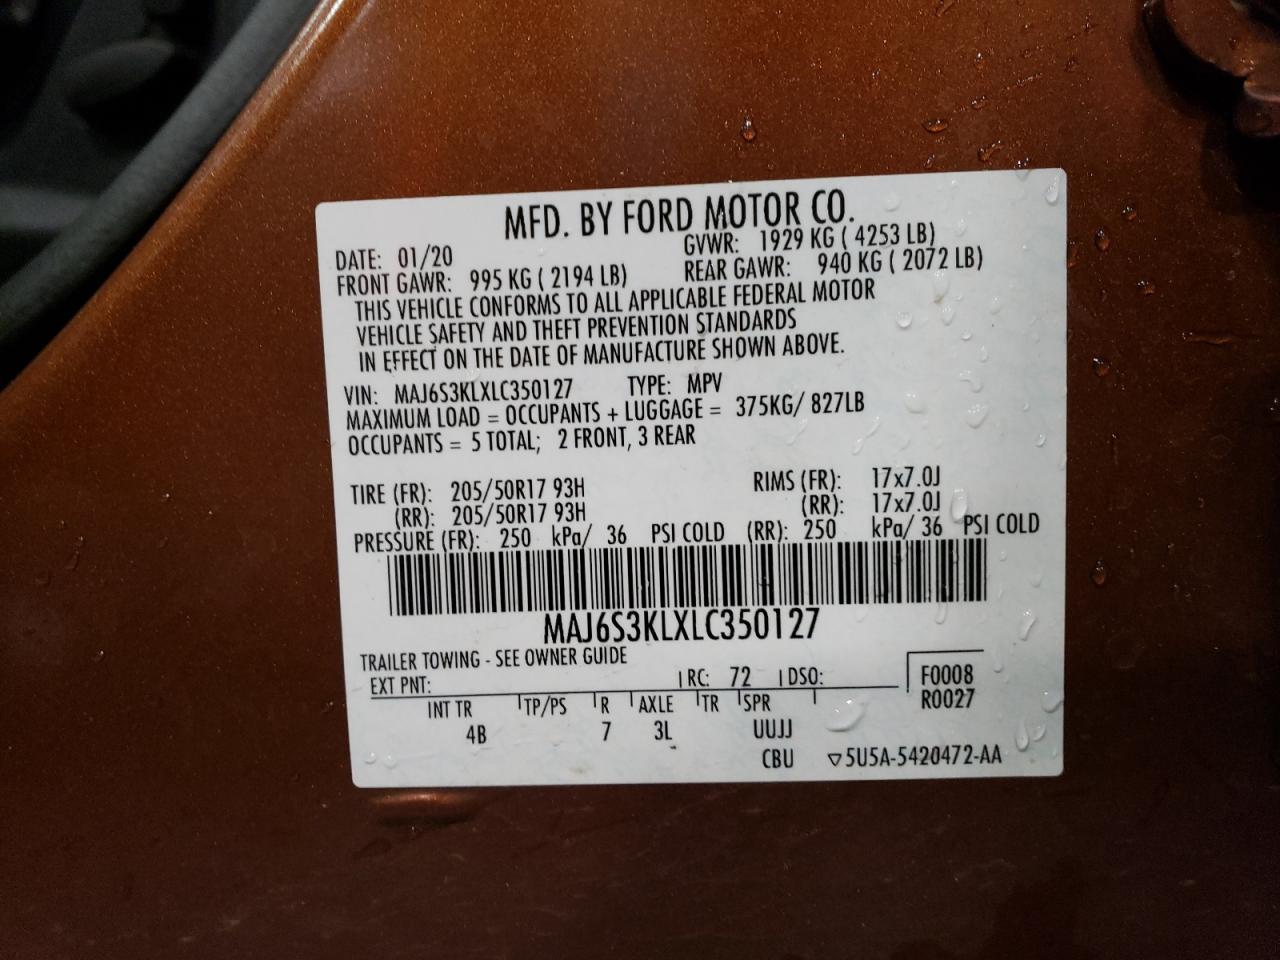 MFD. BY FORD MOTOR CO.
DATE: 01/20 GVWR: 1929 KG ( 4253 LB)
FRONT GAWR: 995 KG ( 2194 LB) REAR GAWR: 940 KG ( 2072 LB)
THIS VEHICLE CONFORMS TO ALL APPLICABLE FEDERAL MOTOR
VEHICLE SAFETY AND THEFT PREVENTION STANDARDS
IN EFFECT ON THE DATE OF MANUFACTURE SHOWN ABOVE.
VIN: MAJ6S3KLXLC350127 TYPE: MPV
MAXIMUM LOAD = OCCUPANTS + LUGGAGE = 375KG/ 827LB
OCCUPANTS = 5 TOTAL; 2 FRONT, 3 REAR
TIRE (FR): 205/50R17 93H RIMS (FR): 17x7.0J
(RR): 205/50R17 93H (RR): 17x7.0J
PRESSURE (FR): 250 kPa/ 36 PSI COLD (RR): 250 kPa/ 36 PSI COLD
MAJ6S3KLXLC350127
TRAILER TOWING - SEE OWNER GUIDE
EXT PNT: RC: 72 DSO: F0008
R0027
INT TR TP/PS R AXLE TR SPR
4B 7 3L UUJJ
CBU ▽5U5A-5420472-AA